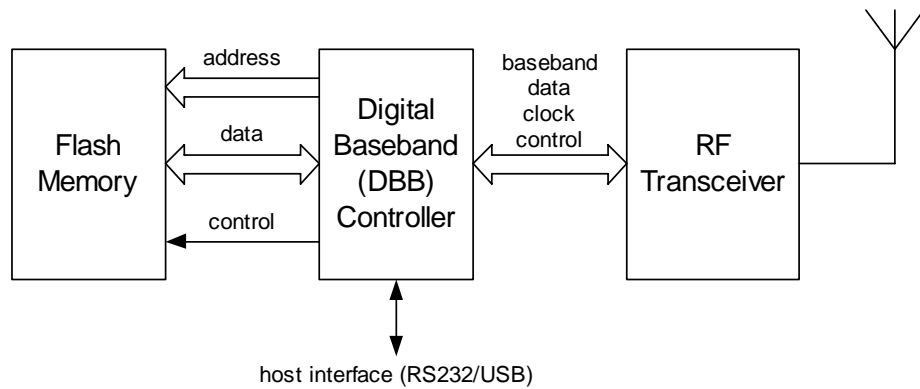 Flash
Memory
address
data
control
Digital
Baseband
(DBB)
Controller
baseband
data
clock
control
RF
Transceiver
host interface (RS232/USB)